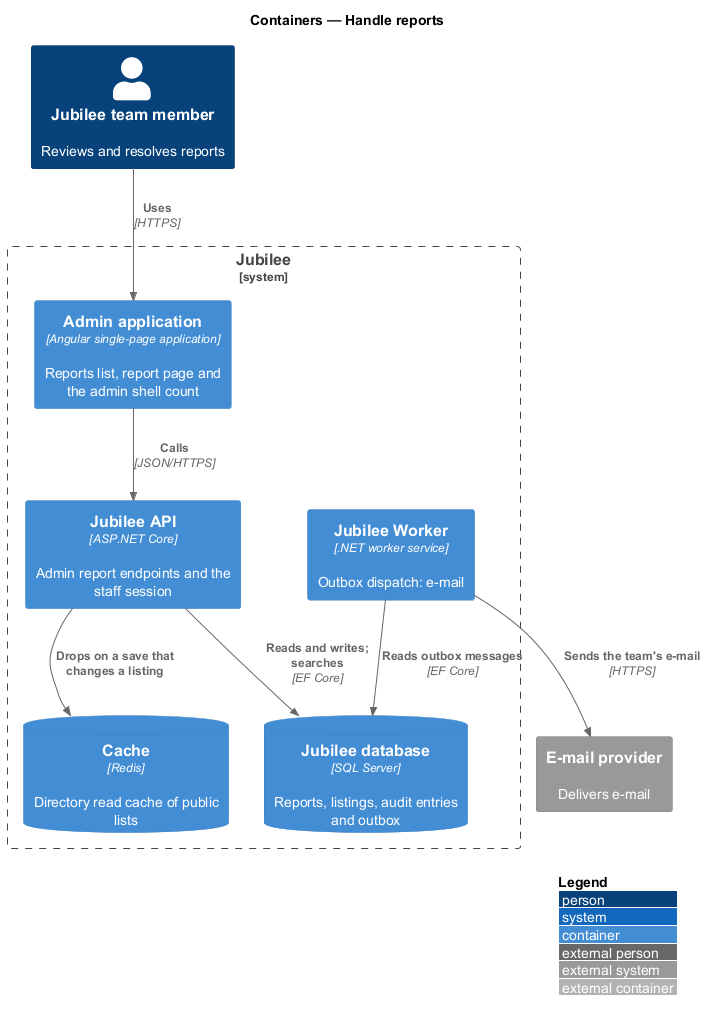 Containers — Handle reports
Jubilee team member
Reviews and resolves reports
Uses
[HTTPS]
Jubilee
[system]
Admin application
[Angular single-page application]
Reports list, report page and
the admin shell count
Calls
[JSON/HTTPS]
Jubilee API
[ASP.NET Core]
Admin report endpoints and the
staff session
Jubilee Worker
[.NET worker service]
Outbox dispatch: e-mail
Drops on a save that
changes a listing
Reads and writes;
searches
[EF Core]
Reads outbox messages
[EF Core]
Sends the team's e-mail
[HTTPS]
Cache
[Redis]
Directory read cache of public
lists
Jubilee database
[SQL Server]
Reports, listings, audit entries
and outbox
E-mail provider
Delivers e-mail
Legend
person
system
container
external person
external system
external container